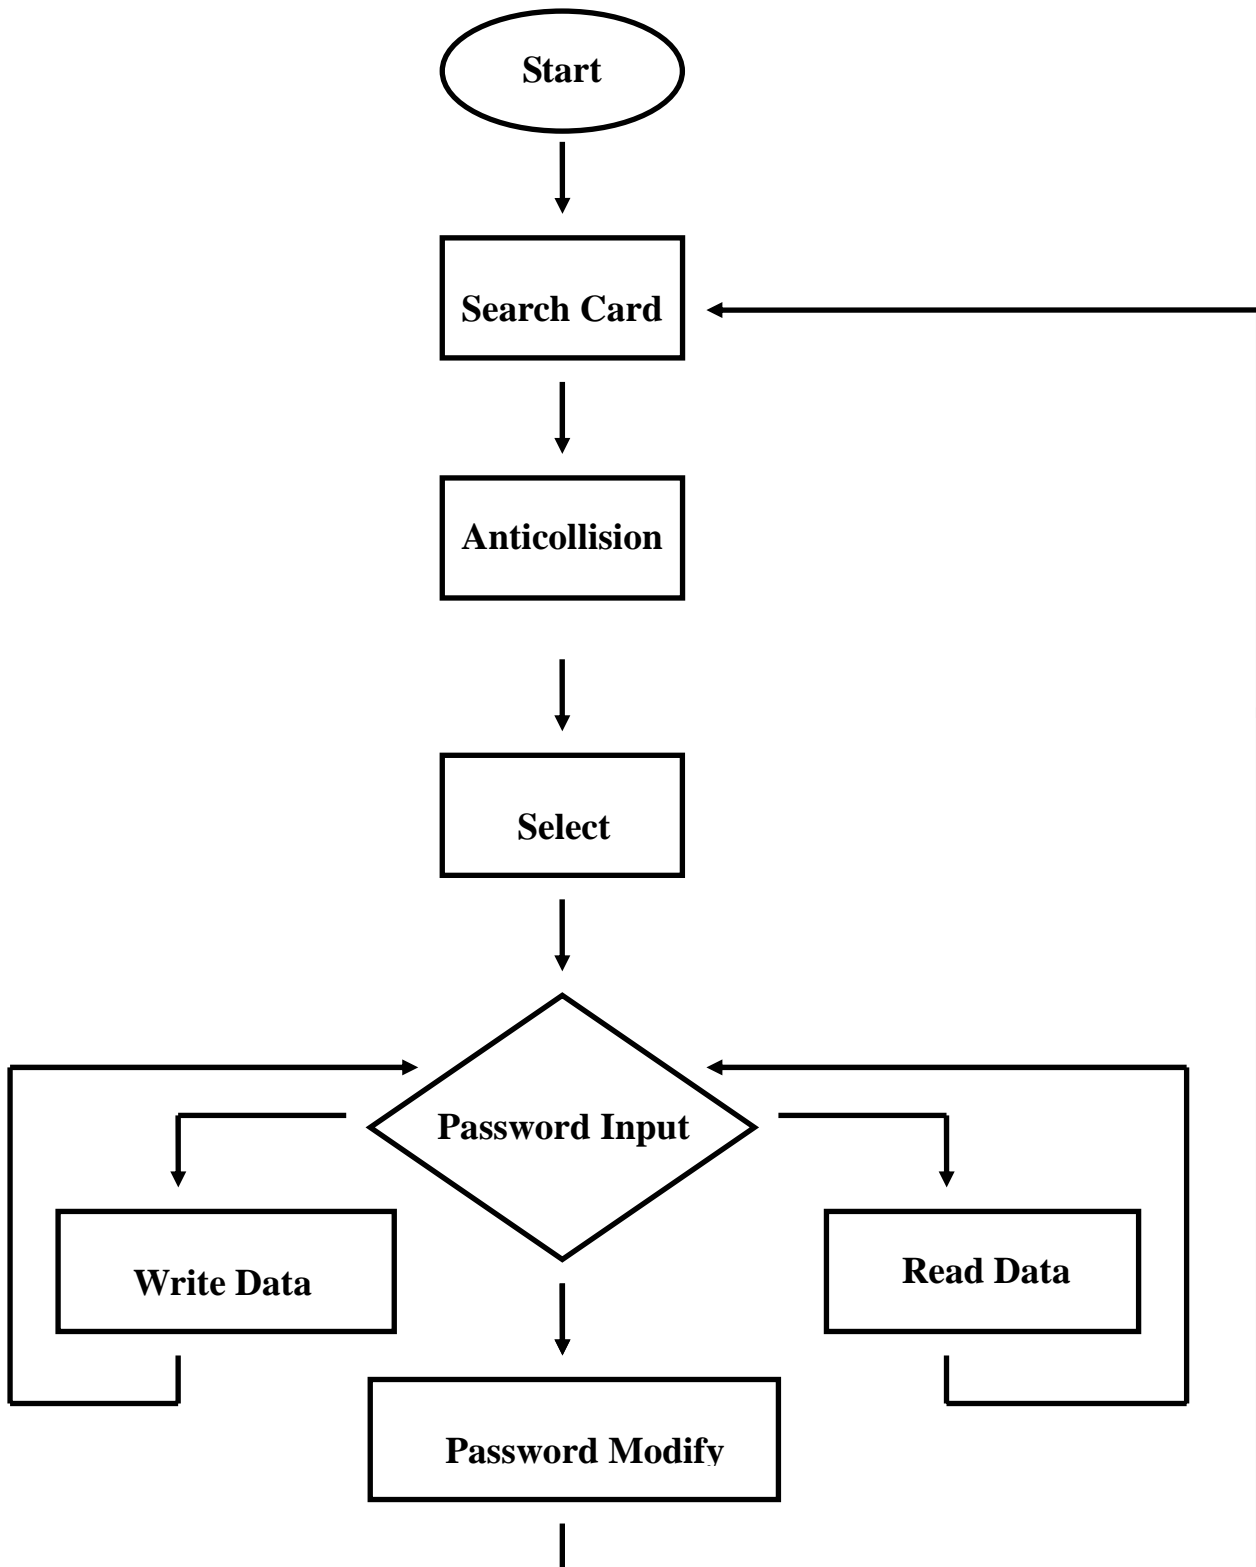 Start
Search Card
Anticollision
Select
Password Input
Write Data
Read Data
Password Modify